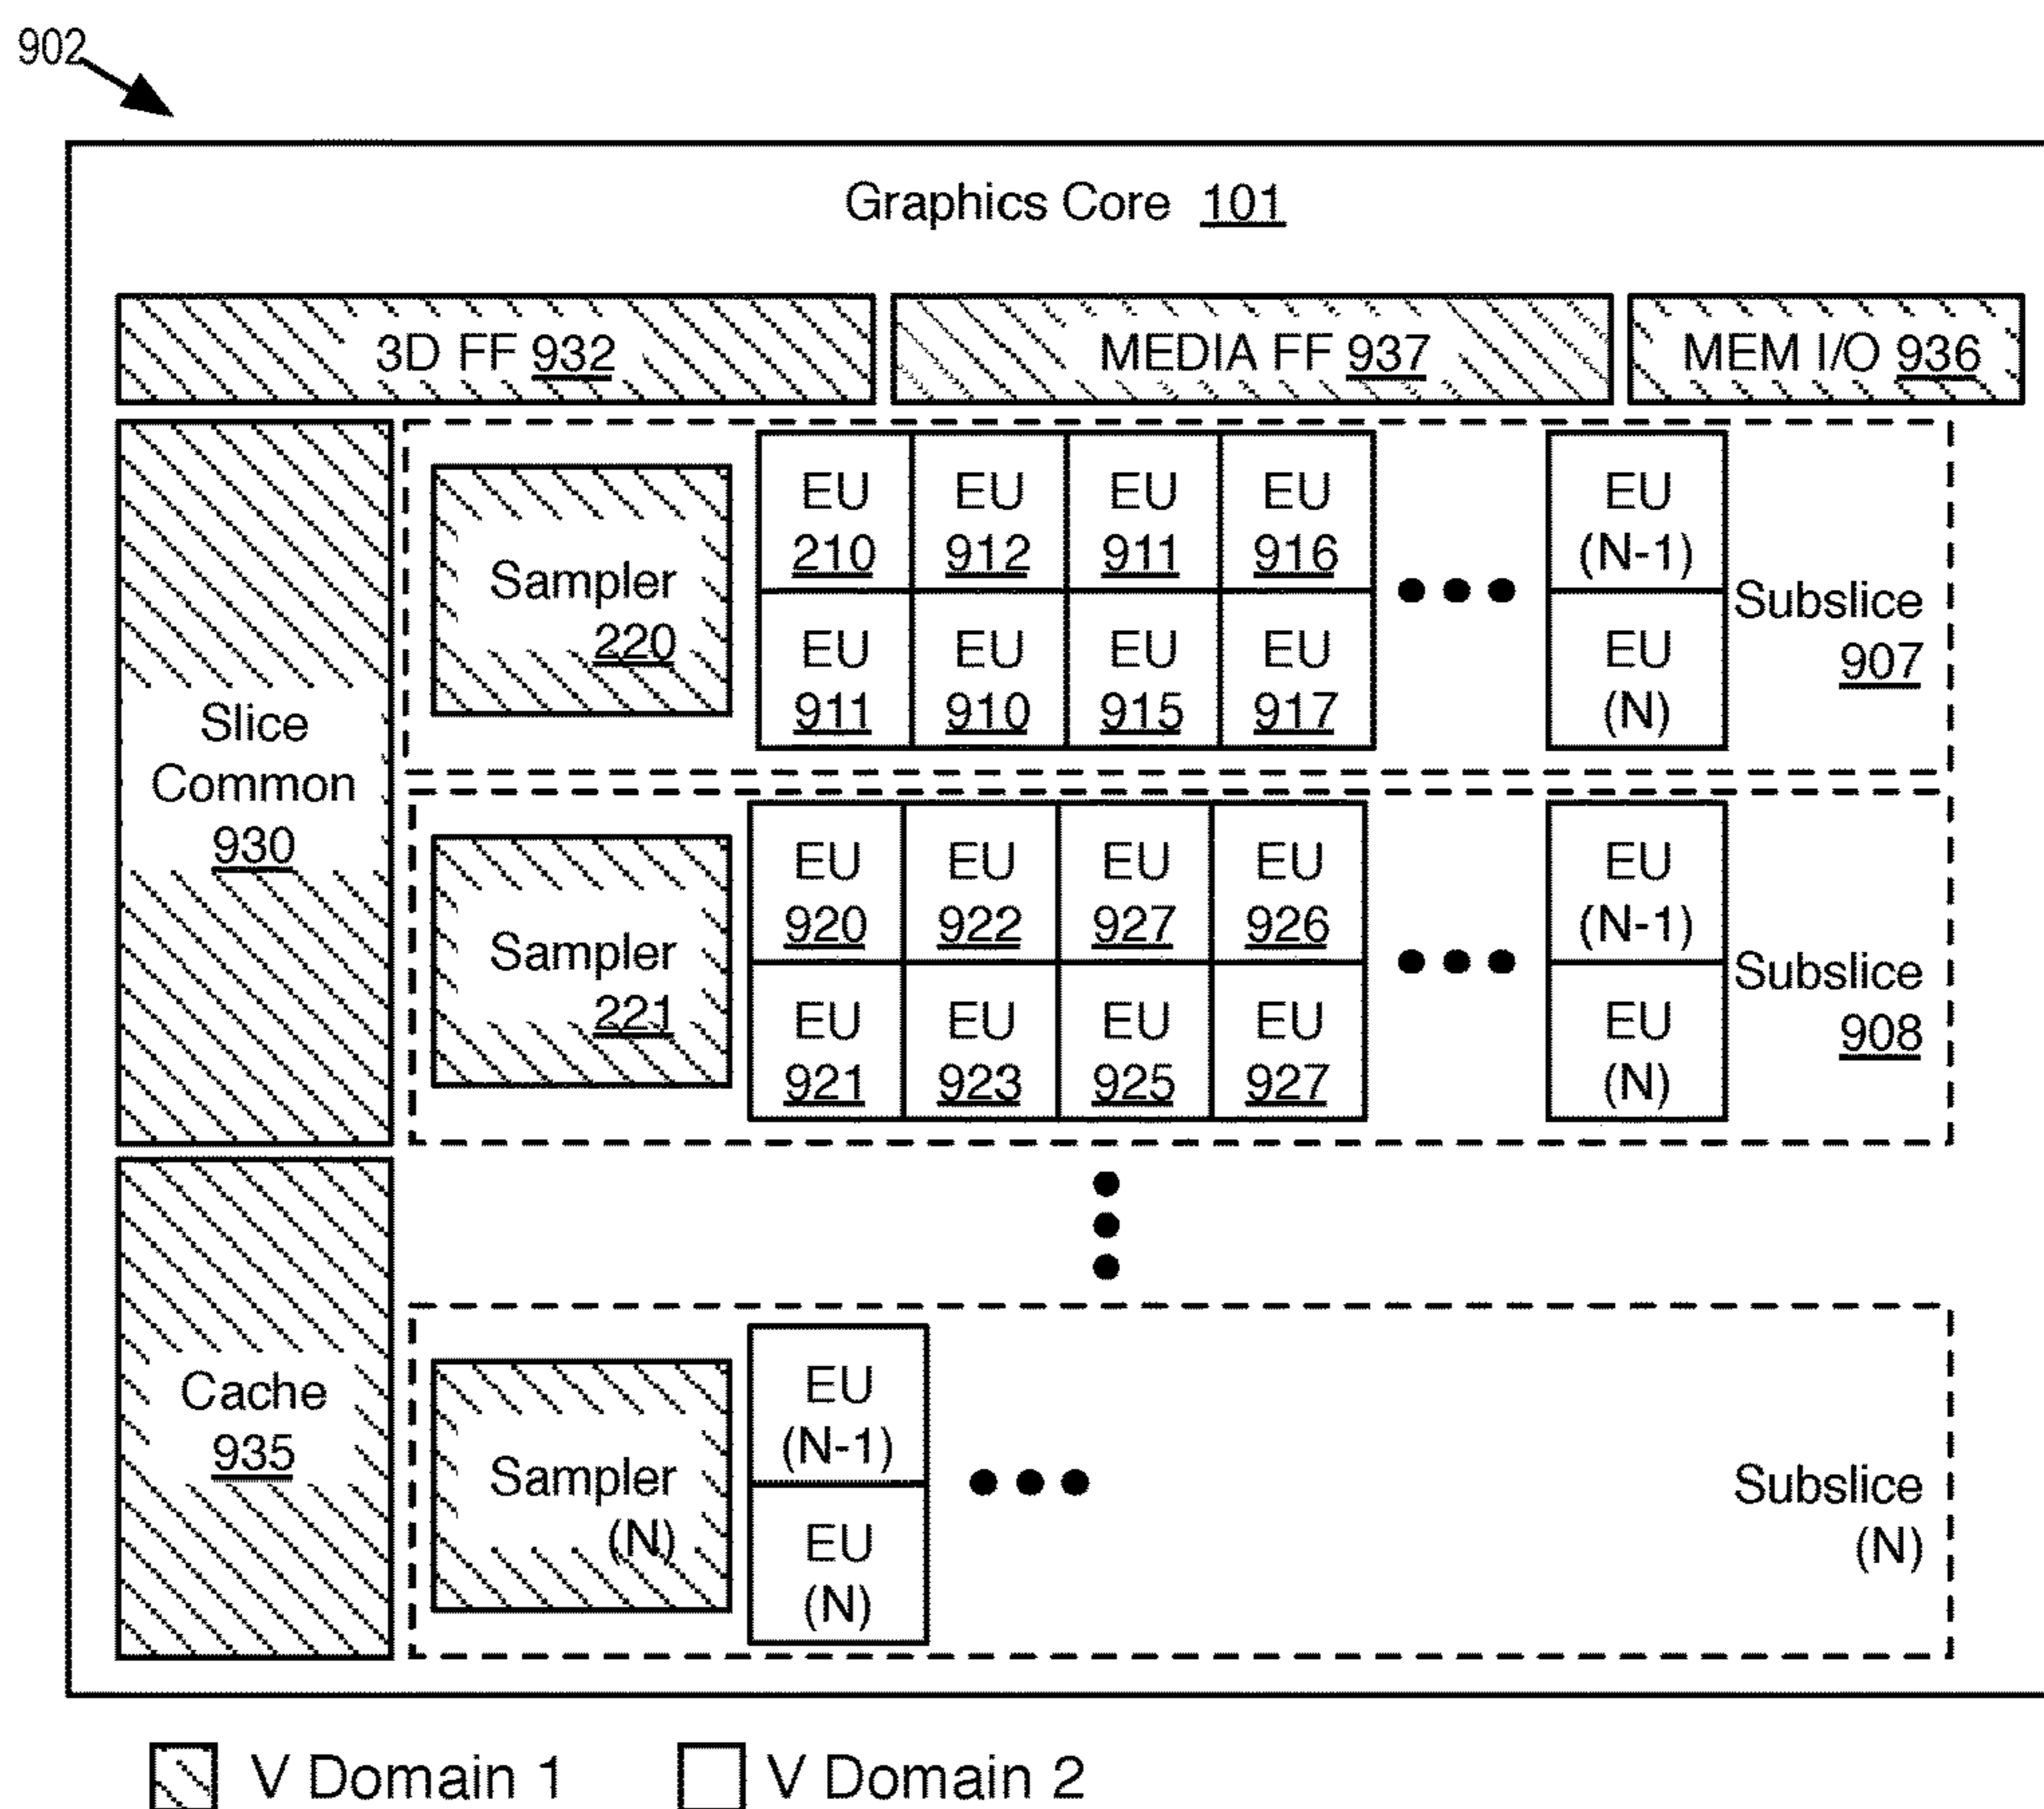 902
Graphics Core 101
3D FF 932 MEDIA FF 937 MEM I/O 936
EU EU EU EU EU
210 912 911 916 (N-1)
Sampler
220
EU EU EU EU EU
911 910 915 917 (N)
Subslice
907
Slice
Common
930
EU EU EU EU EU
920 922 927 926 (N-1)
Sampler
221
EU EU EU EU EU
921 923 925 927 (N)
Subslice
908
Cache
935
EU
(N-1)
Sampler
(N)
EU
(N)
Subslice
(N)
V Domain 1 V Domain 2